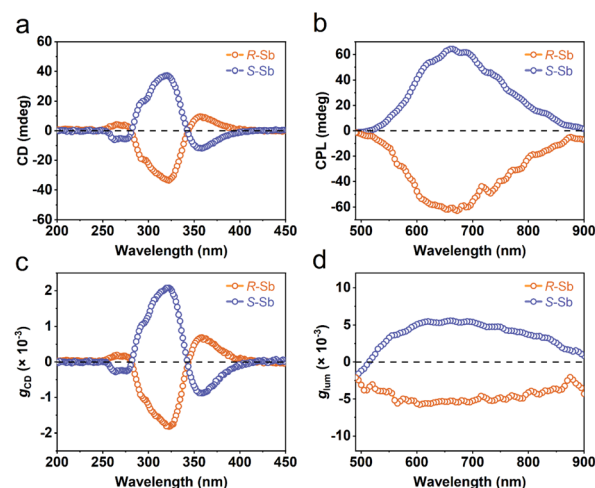 a
R-Sb
S-Sb
CD (mdeg)
60
40
20
0
-20
-40
-60
200 250 300 350 400 450
Wavelength (nm)
b
R-Sb
S-Sb
CPL (mdeg)
60
40
20
0
-20
-40
-60
500 600 700 800 900
Wavelength (nm)
c
R-Sb
S-Sb
gCD (× 10-3)
2
1
0
-1
-2
200 250 300 350 400 450
Wavelength (nm)
d
R-Sb
S-Sb
glum (× 10-3)
10
5
0
-5
-10
500 600 700 800 900
Wavelength (nm)